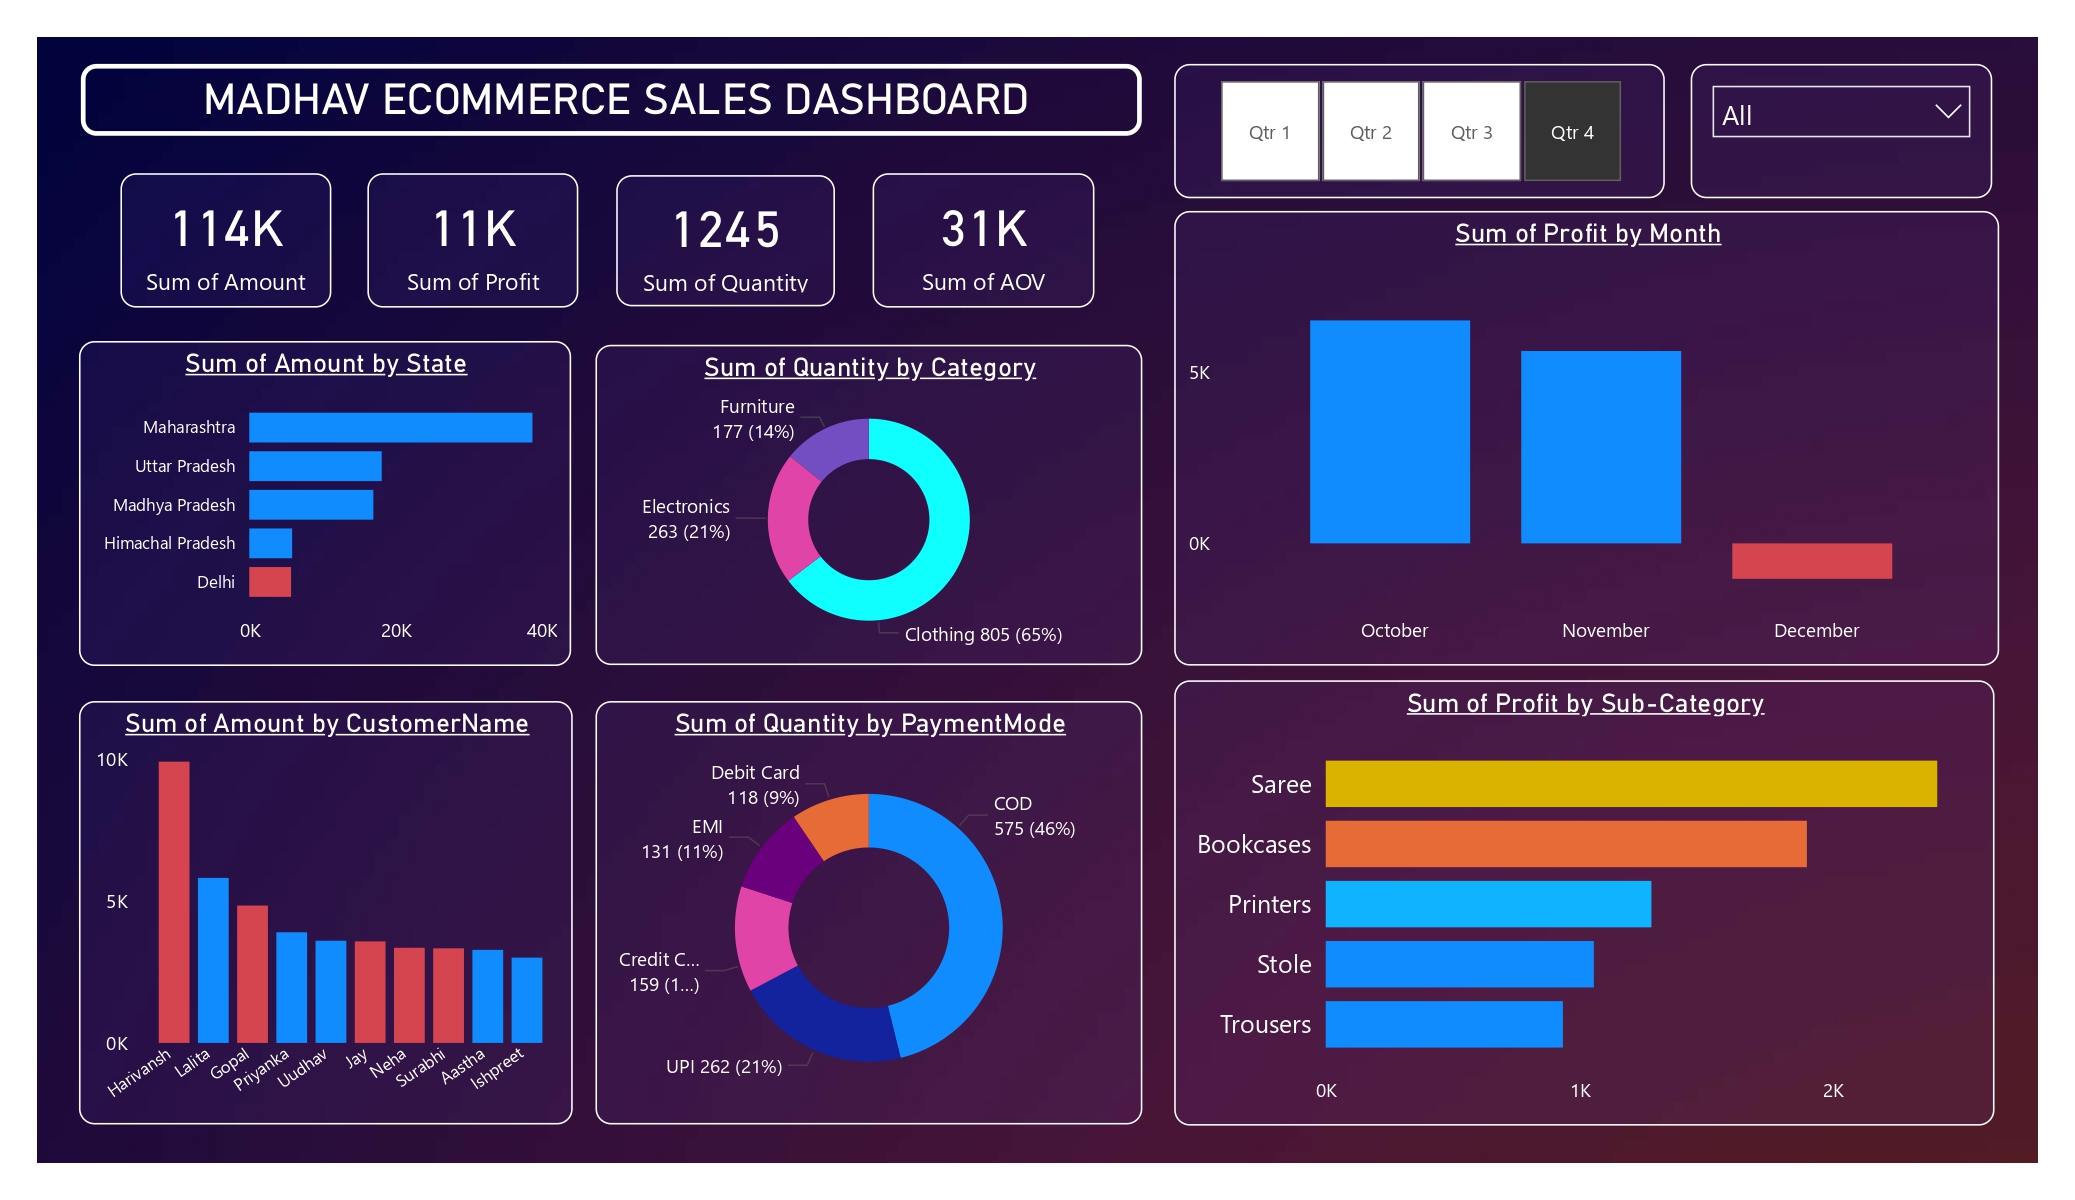 MADHAV ECOMMERCE SALES DASHBOARD
Qtr 1
Qtr 2
Qtr 3
Qtr 4
All
114K
Sum of Amount
11K
Sum of Profit
1245
Sum of Quantity
31K
Sum of AOV
Sum of Amount by State
Maharashtra
Uttar Pradesh
Madhya Pradesh
Himachal Pradesh
Delhi
0K
20K
40K
Sum of Quantity by Category
Furniture
177 (14%)
Electronics
263 (21%)
Clothing 805 (65%)
Sum of Profit by Month
5K
0K
October
November
December
Sum of Amount by CustomerName
10K
5K
0K
Harivansh
Lalita
Gopal
Priyanka
Uudhav
Jay
Neha
Surabhi
Aastha
Ishpreet
Sum of Quantity by PaymentMode
Debit Card
118 (9%)
COD
575 (46%)
EMI
131 (11%)
Credit C...
159 (1...)
UPI 262 (21%)
Sum of Profit by Sub-Category
Saree
Bookcases
Printers
Stole
Trousers
0K
1K
2K